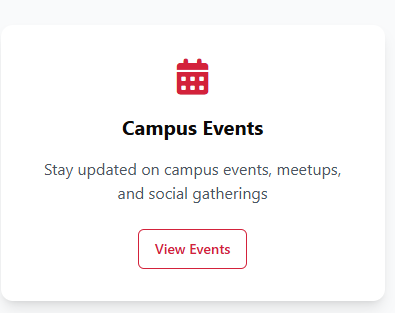 Campus Events
Stay updated on campus events, meetups,
and social gatherings
View Events